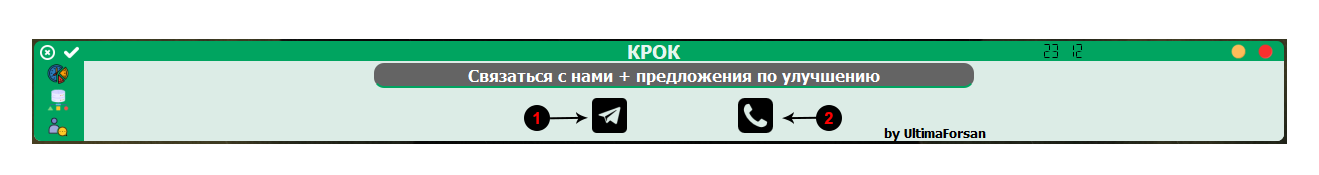 КРОК
23 12
Связаться с нами + предложения по улучшению
1
2
by UltimaForsan